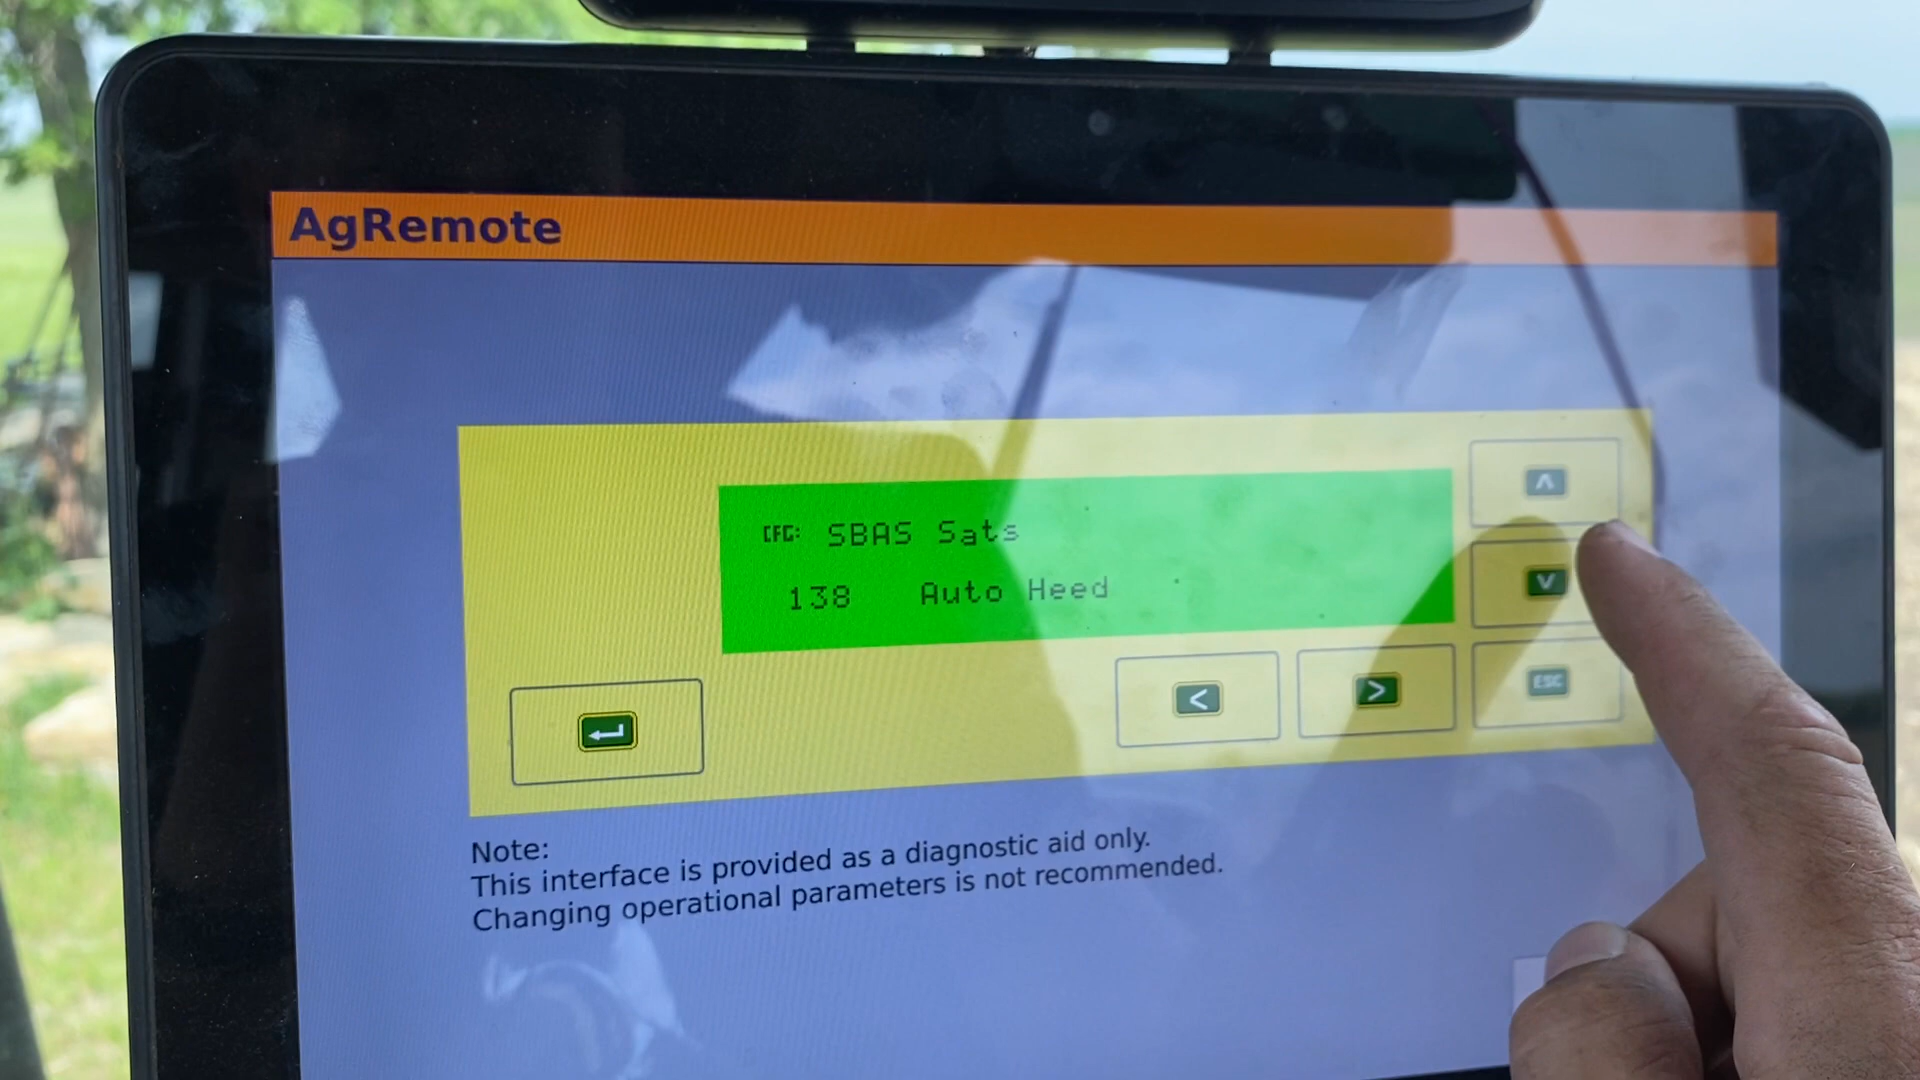 AgRemote
CFG: SBAS Sats
138 Auto Heed
ESC
Note:
This interface is provided as a diagnostic aid only.
Changing operational parameters is not recommended.